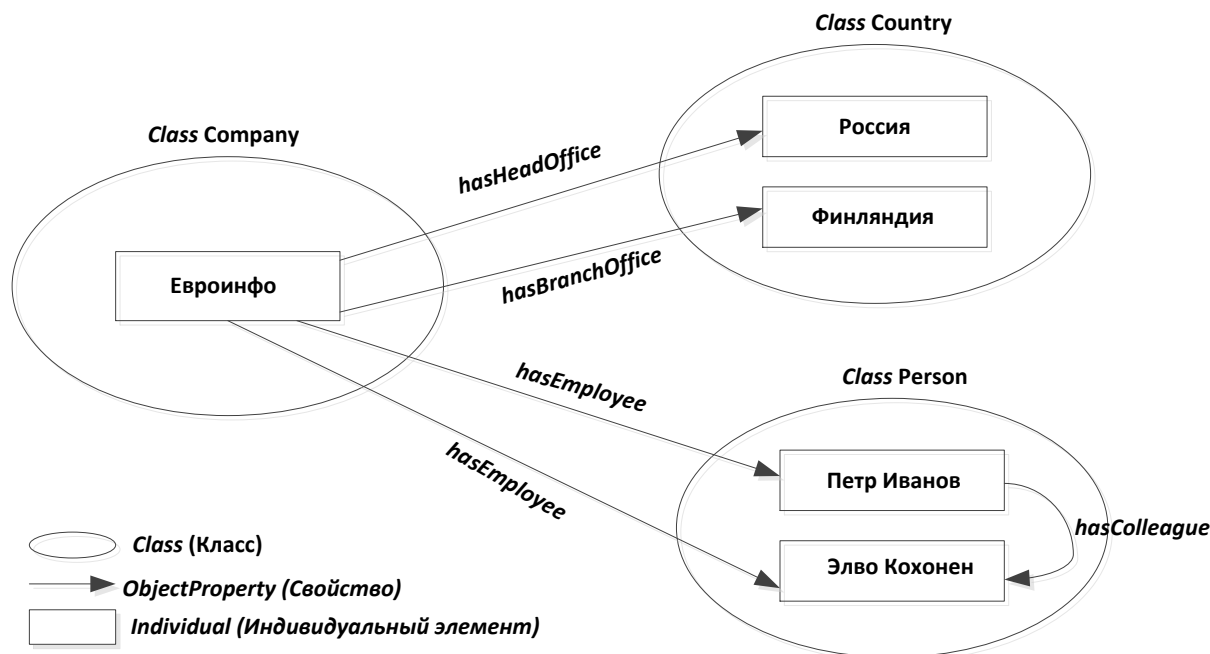 Class Country
Россия
Финляндия
Class Company
Евроинфо
hasHeadOffice
hasBranchOffice
hasEmployee
hasEmployee
Class Person
Петр Иванов
Элво Кохонен
hasColleague
Class (Класс)
ObjectProperty (Свойство)
Individual (Индивидуальный элемент)